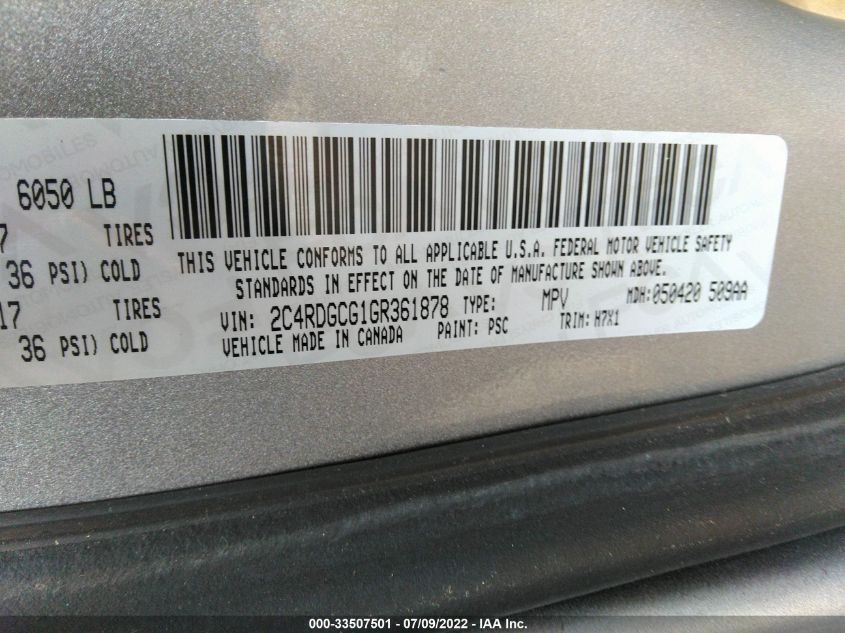 6050 LB
7 TIRES
36 PSI) COLD
17 TIRES
36 PSI) COLD
THIS VEHICLE CONFORMS TO ALL APPLICABLE U.S.A. FEDERAL MOTOR VEHICLE SAFETY
STANDARDS IN EFFECT ON THE DATE OF MANUFACTURE SHOWN ABOVE.
VIN: 2C4RDGCG1GR361878 TYPE: MPV MDH:050420 509AA
VEHICLE MADE IN CANADA PAINT: PSC TRIM: H7X1
000-33507501 - 07/09/2022 - © IAA Inc.